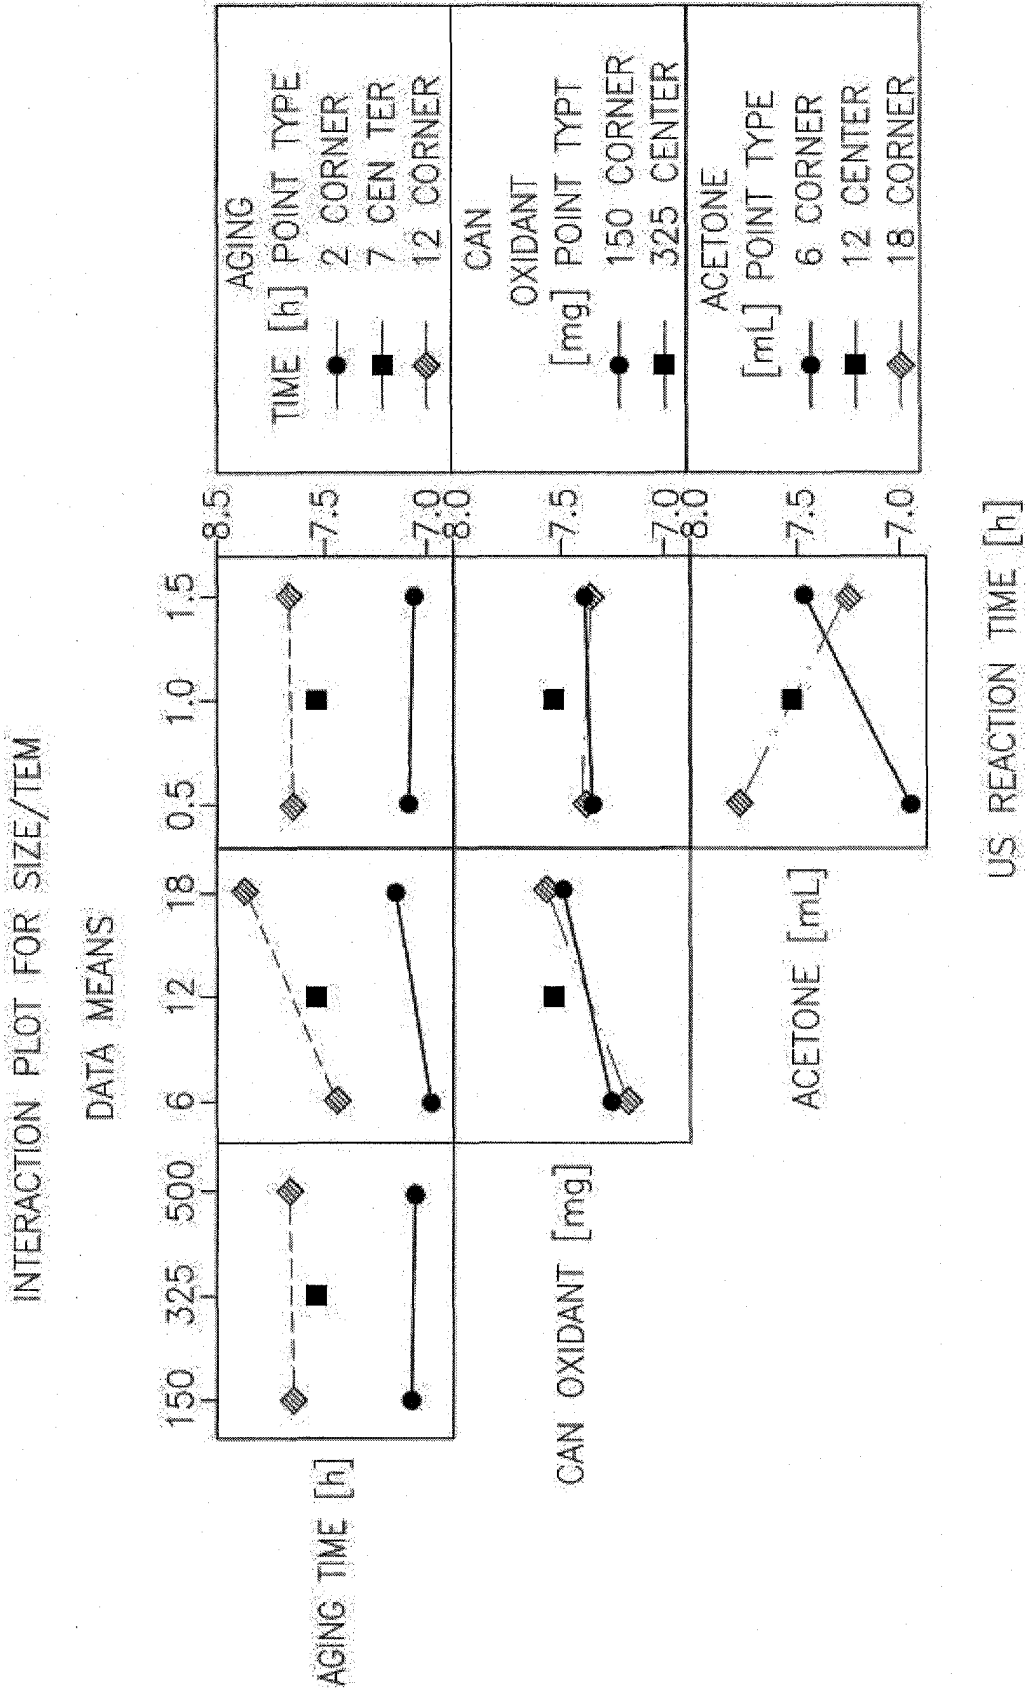 INTERACTION PLOT FOR SIZE/TEM
DATA MEANS
150 325 500 6 12 18 0.5 1.0 1.5
AGING TIME [h]
8.5
7.5
7.0
CAN OXIDANT [mg]
8.0
7.5
7.0
ACETONE [mL]
8.0
7.5
7.0
US REACTION TIME [h]
AGING
TIME [h] POINT TYPE
2 CORNER
7 CEN TER
12 CORNER
CAN
OXIDANT
[mg] POINT TYPT
150 CORNER
325 CENTER
ACETONE
[mL] POINT TYPE
6 CORNER
12 CENTER
18 CORNER